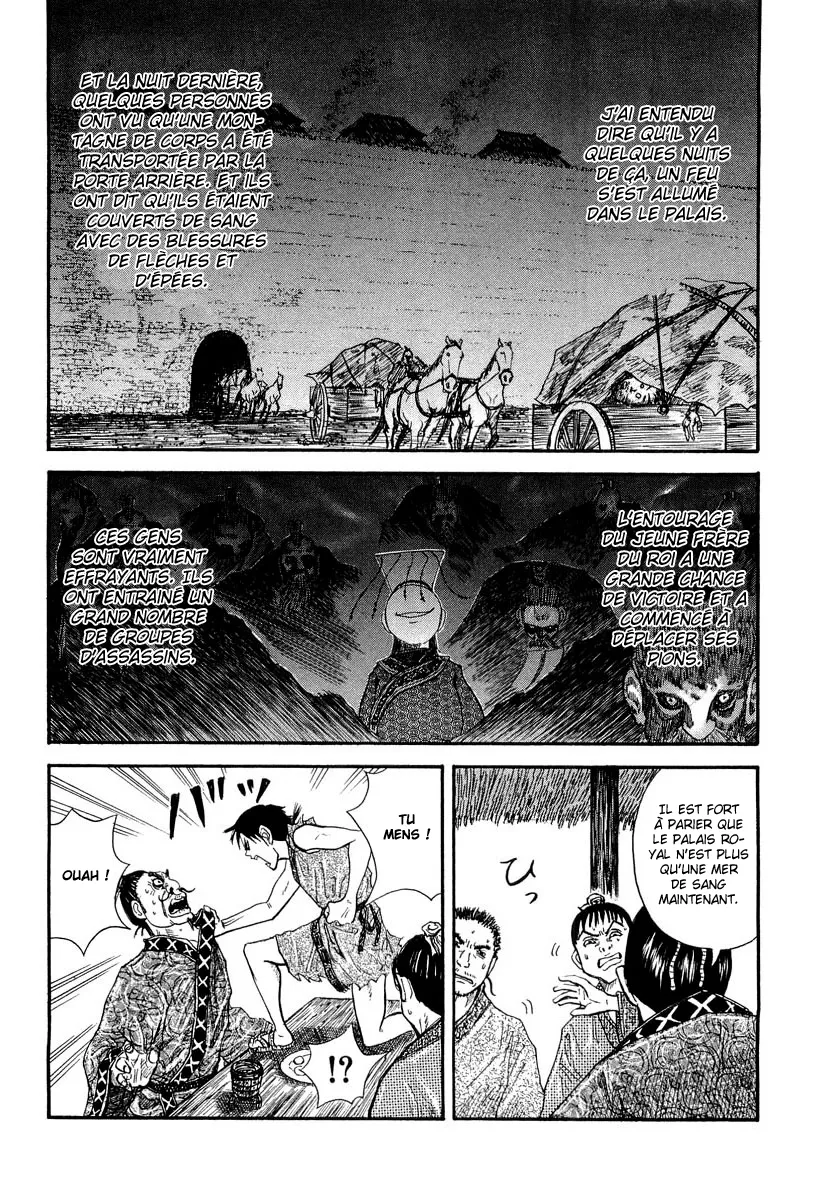 J'AI ENTENDU
DIRE QU'IL Y A
QUELQUES NUITS
DE ÇA, UN FEU
S'EST ALLUMÉ
DANS LE PALAIS.
ET LA NUIT DERNIÈRE,
QUELQUES PERSONNES
ONT VU QU'UNE MON-
TAGNE DE CORPS A ÉTÉ
TRANSPORTÉE PAR LA
PORTE ARRIÈRE. ET ILS
ONT DIT QU'ILS ÉTAIENT
COUVERTS DE SANG
AVEC DES BLESSURES
DE FLÈCHES ET
D'ÉPÉES.
L'ENTOURAGE
DU JEUNE FRÈRE
DU ROI A UNE
GRANDE CHANCE
DE VICTOIRE ET A
COMMENCÉ À
DÉPLACER SES
PIONS.
CES GENS
SONT VRAIMENT
EFFRAYANTS. ILS
ONT ENTRAINÉ UN
GRAND NOMBRE
DE GROUPES
D'ASSASSINS.
IL EST FORT
À PARIER QUE
LE PALAIS RO-
YAL N'EST PLUS
QU'UNE MER
DE SANG
MAINTENANT.
ひっ
TU
MENS !
OUAH !
!?